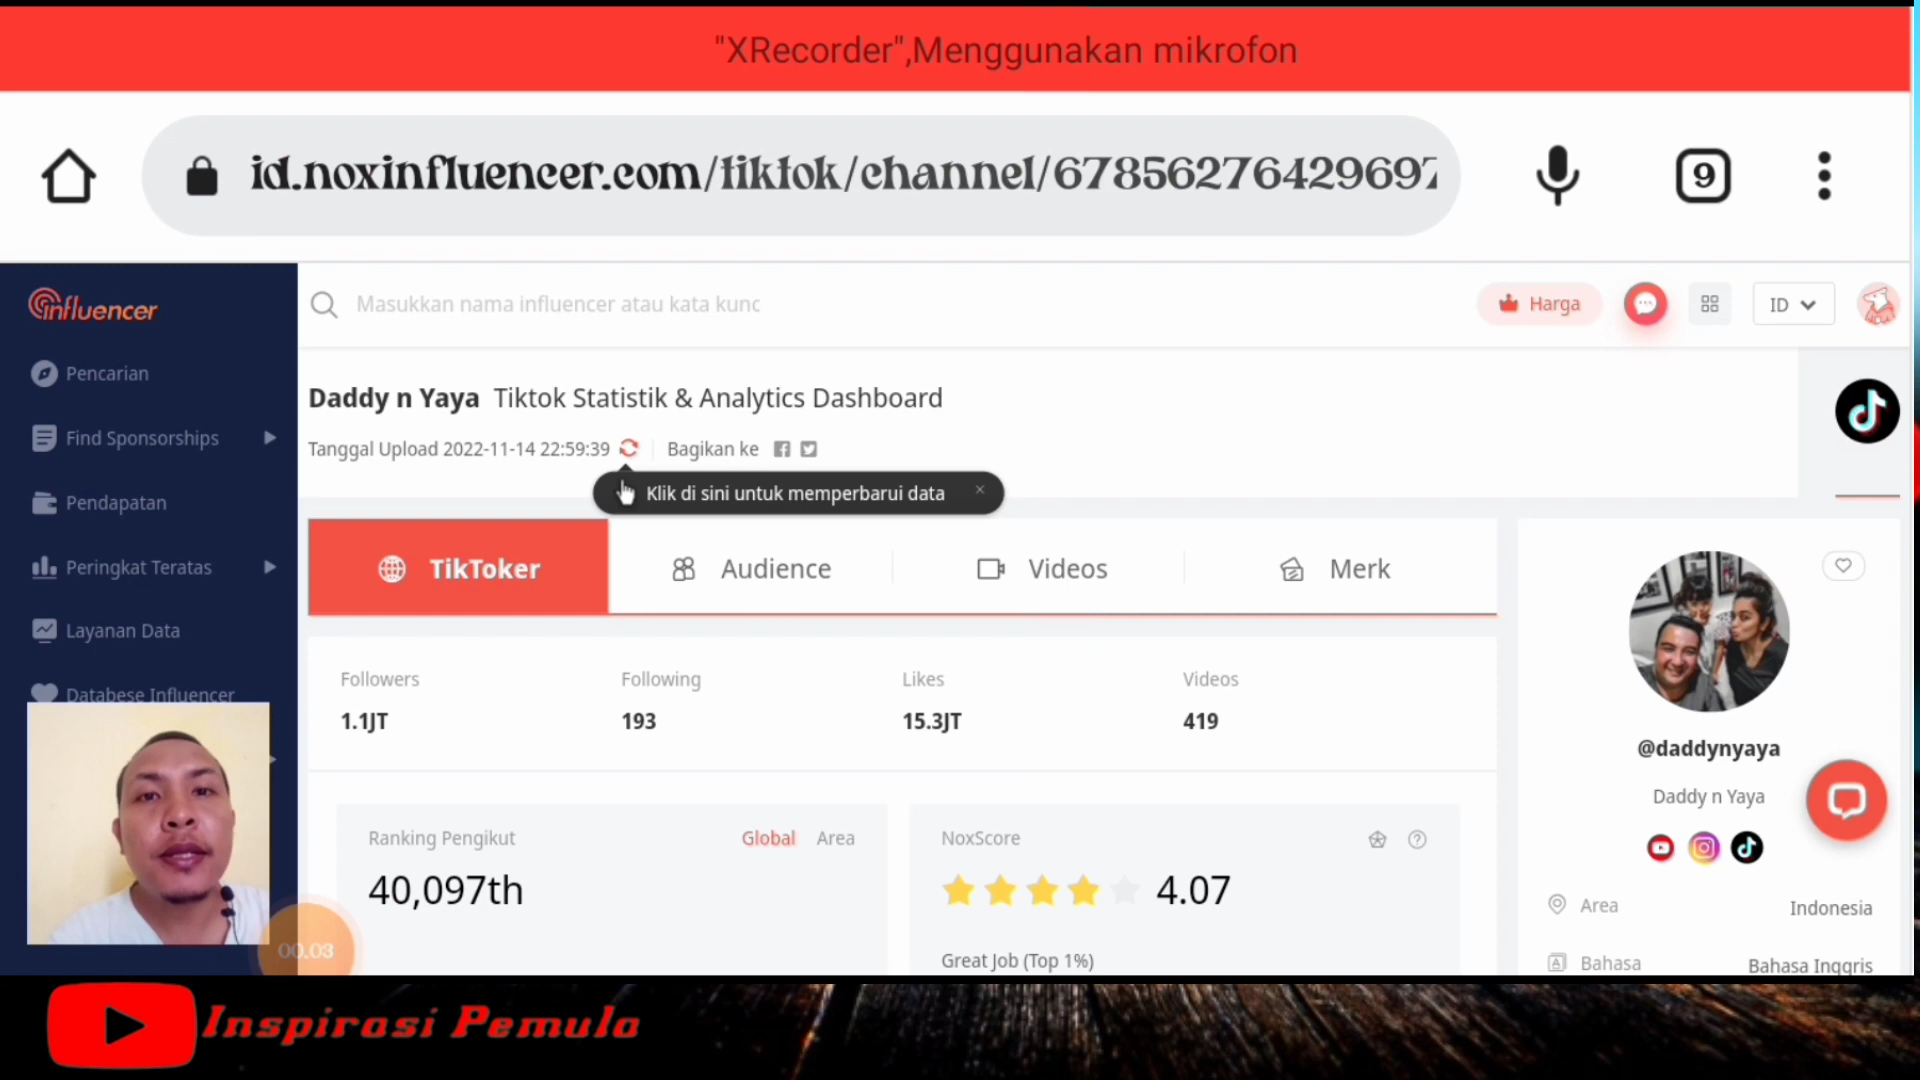 "XRecorder",Menggunakan mikrofon
id.noxinfluencer.com/tiktok/channel/67856276429697
9
influencer
Masukkan nama influencer atau kata kunc
Harga
ID
Pencarian
Find Sponsorships
Pendapatan
Peringkat Teratas
Layanan Data
Databese Influencer
Daddy n Yaya Tiktok Statistik & Analytics Dashboard
Tanggal Upload 2022-11-14 22:59:39 Bagikan ke
Klik di sini untuk memperbarui data ×
TikToker
Audience
Videos
Merk
Followers Following Likes Videos
1.1JT 193 15.3JT 419
Ranking Pengikut Global Area
40,097th
NoxScore
4.07
Great Job (Top 1%)
@daddynyaya
Daddy n Yaya
Area Indonesia
Bahasa Bahasa Inggris
00.03
Inspirasi Pemula